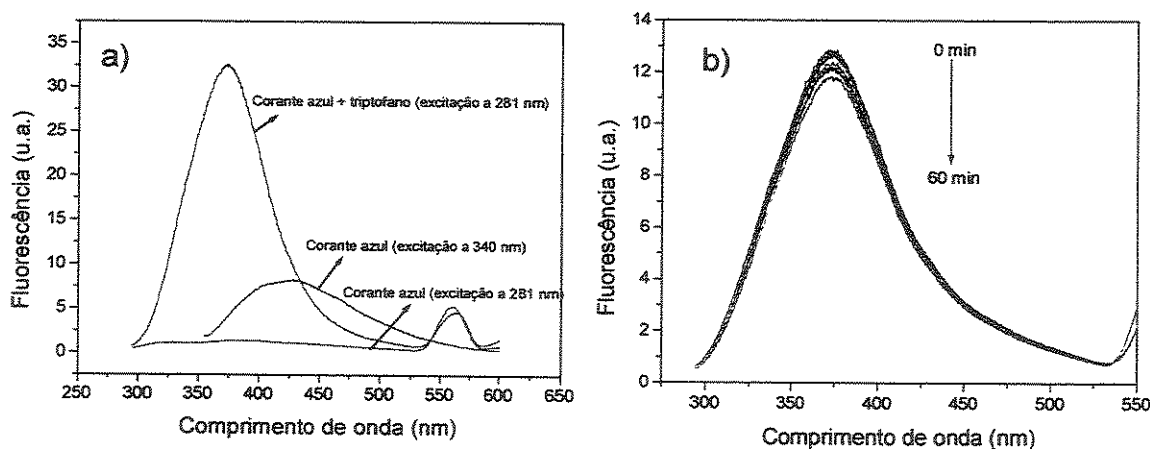 a)
Fluorescência (u.a.)
35
30
25
20
15
10
5
0
Corante azul + triptofano (excitação a 281 nm)
Corante azul (excitação a 340 nm)
Corante azul (excitação a 281 nm)
250 300 350 400 450 500 550 600 650
Comprimento de onda (nm)
b)
Fluorescência (u.a.)
14
12
10
8
6
4
2
0
0 min
60 min
300 350 400 450 500 550
Comprimento de onda (nm)